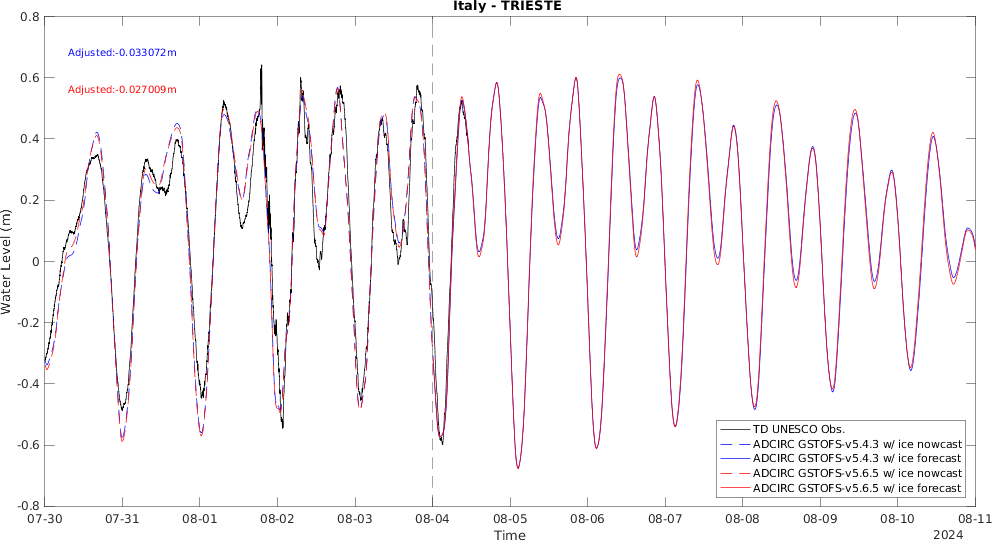 Italy - TRIESTE
Adjusted:-0.033072m
Adjusted:-0.027009m
Water Level (m)
0.8
0.6
0.4
0.2
0
-0.2
-0.4
-0.6
-0.8
TD UNESCO Obs.
ADCIRC GSTOFS-v5.4.3 w/ ice nowcast
ADCIRC GSTOFS-v5.4.3 w/ ice forecast
ADCIRC GSTOFS-v5.6.5 w/ ice nowcast
ADCIRC GSTOFS-v5.6.5 w/ ice forecast
07-30 07-31 08-01 08-02 08-03 08-04 08-05 08-06 08-07 08-08 08-09 08-10 08-11
Time
2024